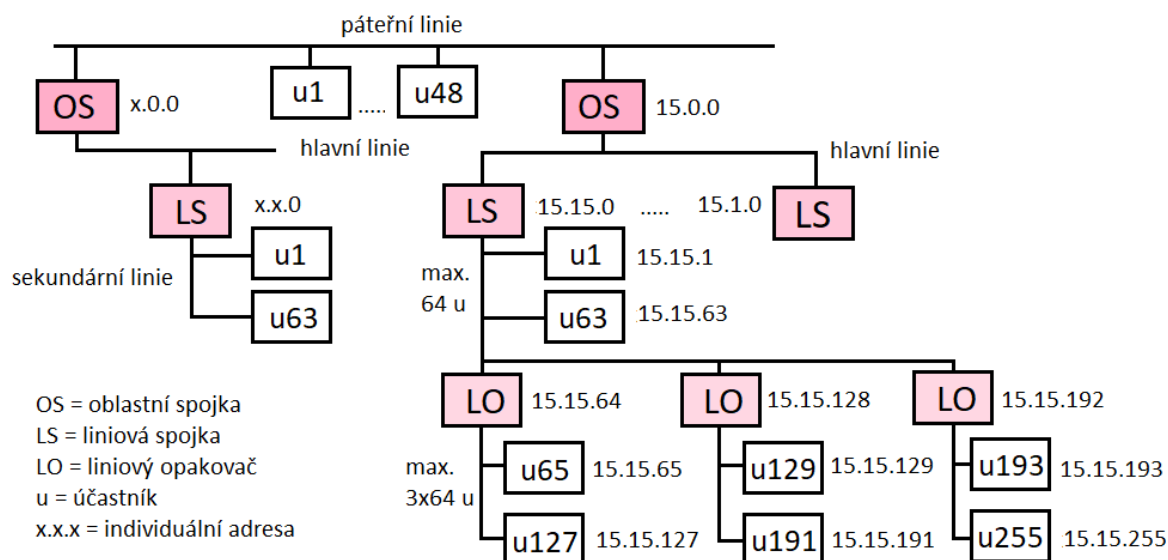 páteřní linie
OS x.0.0 u1 ..... u48 OS 15.0.0
hlavní linie hlavní linie
LS x.x.0 LS 15.15.0 ..... 15.1.0 LS
sekundární linie u1 max. 64 u u1 15.15.1
u63 u63 15.15.63
LO 15.15.64 LO 15.15.128 LO 15.15.192
max. 3x64 u u65 15.15.65 u129 15.15.129 u193 15.15.193
u127 15.15.127 u191 15.15.191 u255 15.15.255
OS = oblastní spojka
LS = liniová spojka
LO = liniový opakovač
u = účastník
x.x.x = individuální adresa